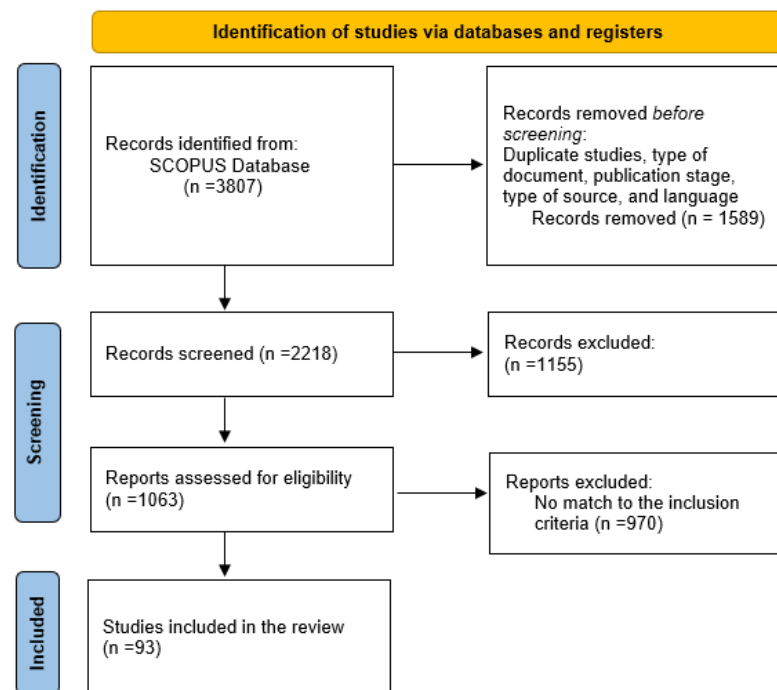 Identification of studies via databases and registers
Identification
Records identified from:
SCOPUS Database
(n =3807)
Records removed before
screening:
Duplicate studies, type of
document, publication stage,
type of source, and language
Records removed (n = 1589)
Screening
Records screened (n =2218)
Records excluded:
(n =1155)
Reports assessed for eligibility
(n =1063)
Reports excluded:
No match to the inclusion
criteria (n =970)
Included
Studies included in the review
(n =93)